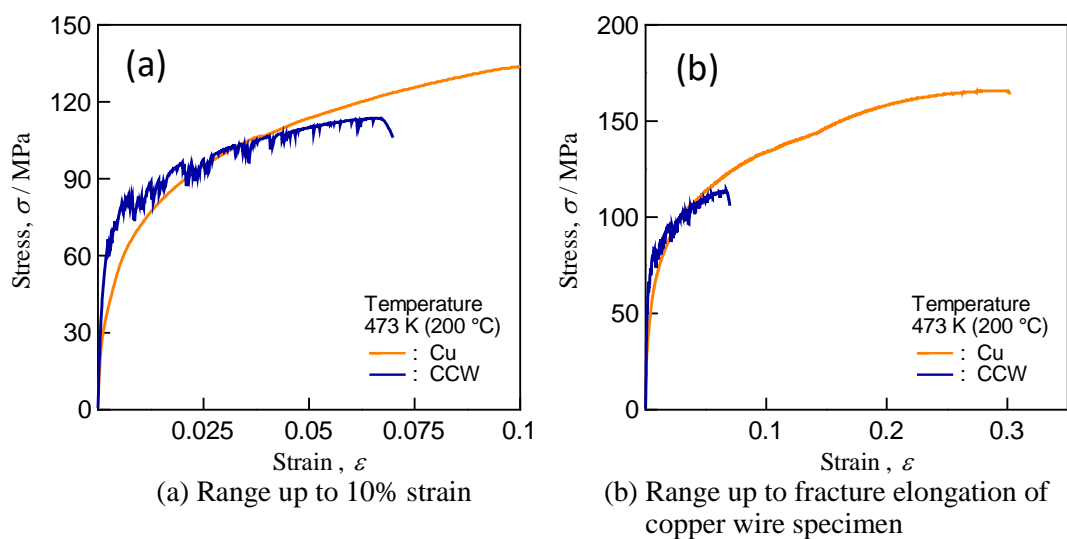 (a)
150
120
90
60
30
0
Stress, σ / MPa
0.025
0.05
0.075
0.1
Strain , ε
Temperature
473 K (200 °C)
: Cu
: CCW
(a) Range up to 10% strain
(b)
200
150
100
50
0
Stress, σ / MPa
0.1
0.2
0.3
Strain , ε
Temperature
473 K (200 °C)
: Cu
: CCW
(b) Range up to fracture elongation of
copper wire specimen